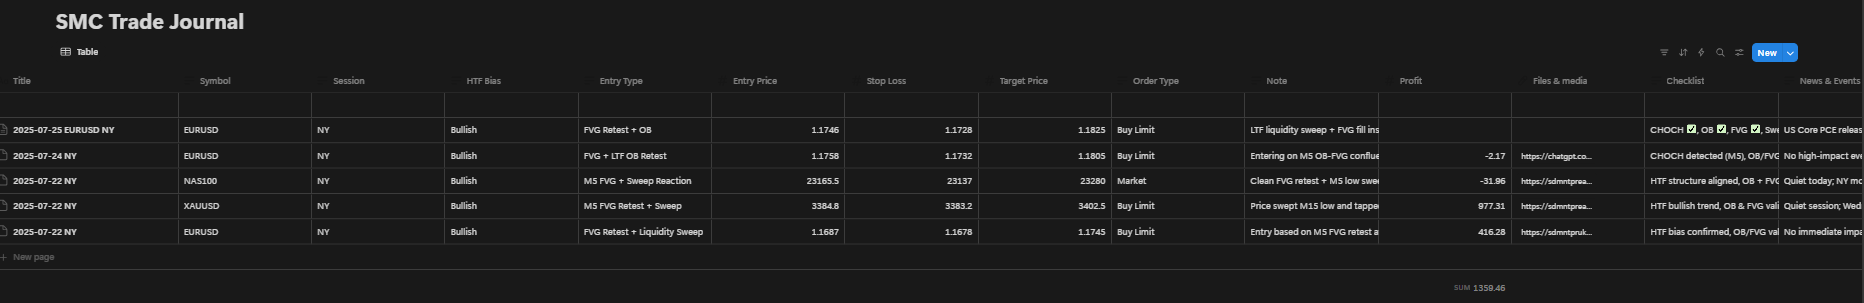 SMC Trade Journal
Table
New
Title Symbol Session HTF Bias Entry Type Entry Price Stop Loss Target Price Order Type Note Profit Files & media Checklist News & Events
2025-07-25 EURUSD NY EURUSD NY Bullish FVG Retest + OB 1.1746 1.1728 1.1825 Buy Limit LTF liquidity sweep + FVG fill ins CHOCH ✅, OB ✅, FVG ✅, Swe US Core PCE releas
2025-07-24 NY EURUSD NY Bullish FVG + LTF OB Retest 1.1758 1.1732 1.1805 Buy Limit Entering on M5 OB-FVG conflue -2.17 https://chatgpt.co... CHOCH detected (M5), OB/FVG No high-impact eve
2025-07-22 NY NAS100 NY Bullish M5 FVG + Sweep Reaction 23165.5 23137 23280 Market Clean FVG retest + M5 low swee -31.96 https://sdmntprea... HTF structure aligned, OB + FVG Quiet today; NY mo
2025-07-22 NY XAUUSD NY Bullish M5 FVG Retest + Sweep 3384.8 3383.2 3402.5 Buy Limit Price swept M15 low and tappe 977.31 https://sdmntprea... HTF bullish trend, OB & FVG vali Quiet session; Wed
2025-07-22 NY EURUSD NY Bullish FVG Retest + Liquidity Sweep 1.1687 1.1678 1.1745 Buy Limit Entry based on M5 FVG retest a 416.28 https://sdmntpruk... HTF bias confirmed, OB/FVG val No immediate impa
New page
SUM 1359.46